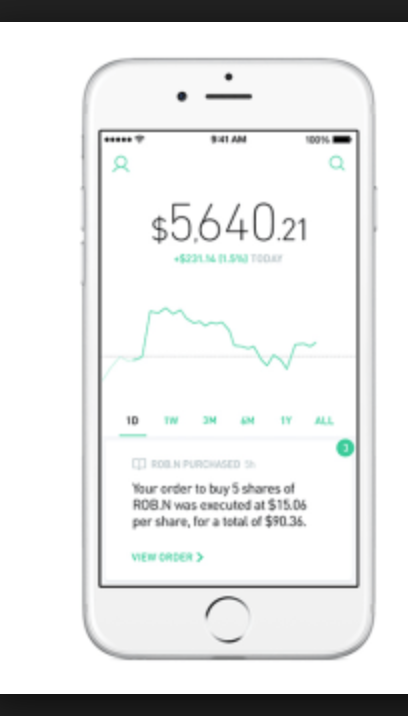 9:41 AM 100%
$5,640.21
+$231.14 (1.5%) TODAY
1D 1W 3M 6M 1Y ALL
3
ROB.N PURCHASED 5h
Your order to buy 5 shares of
ROB.N was executed at $15.06
per share, for a total of $90.36.
VIEW ORDER